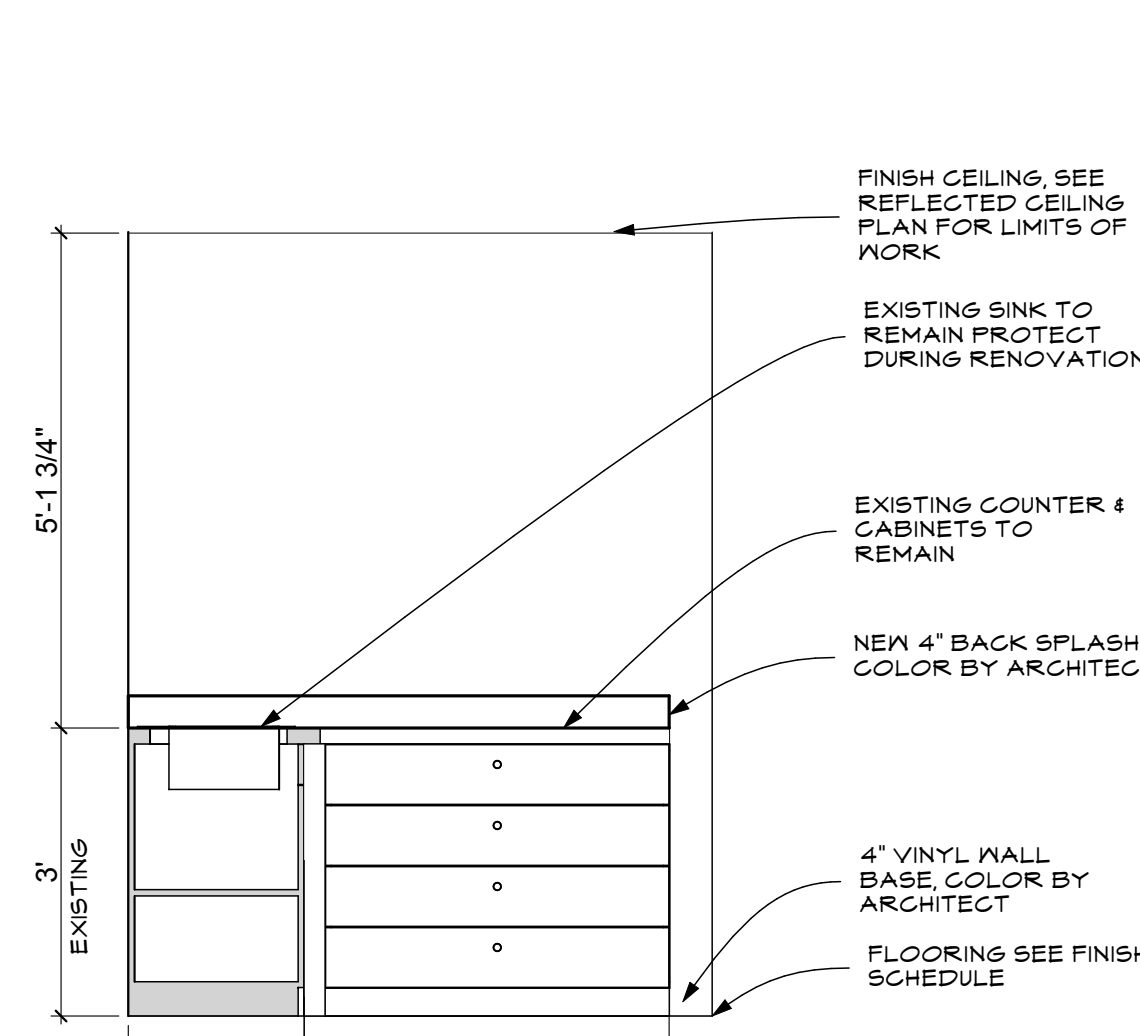 FINISH CEILING, SEE
REFLECTED CEILING
PLAN FOR LIMITS OF
WORK
EXISTING SINK TO
REMAIN PROTECT
DURING RENOVATION
5'-1 3/4"
EXISTING COUNTER &
CABINETS TO
REMAIN
NEW 4" BACK SPLASH
COLOR BY ARCHITEC
3'
EXISTING
4" VINYL WALL
BASE, COLOR BY
ARCHITECT
FLOORING SEE FINISH
SCHEDULE